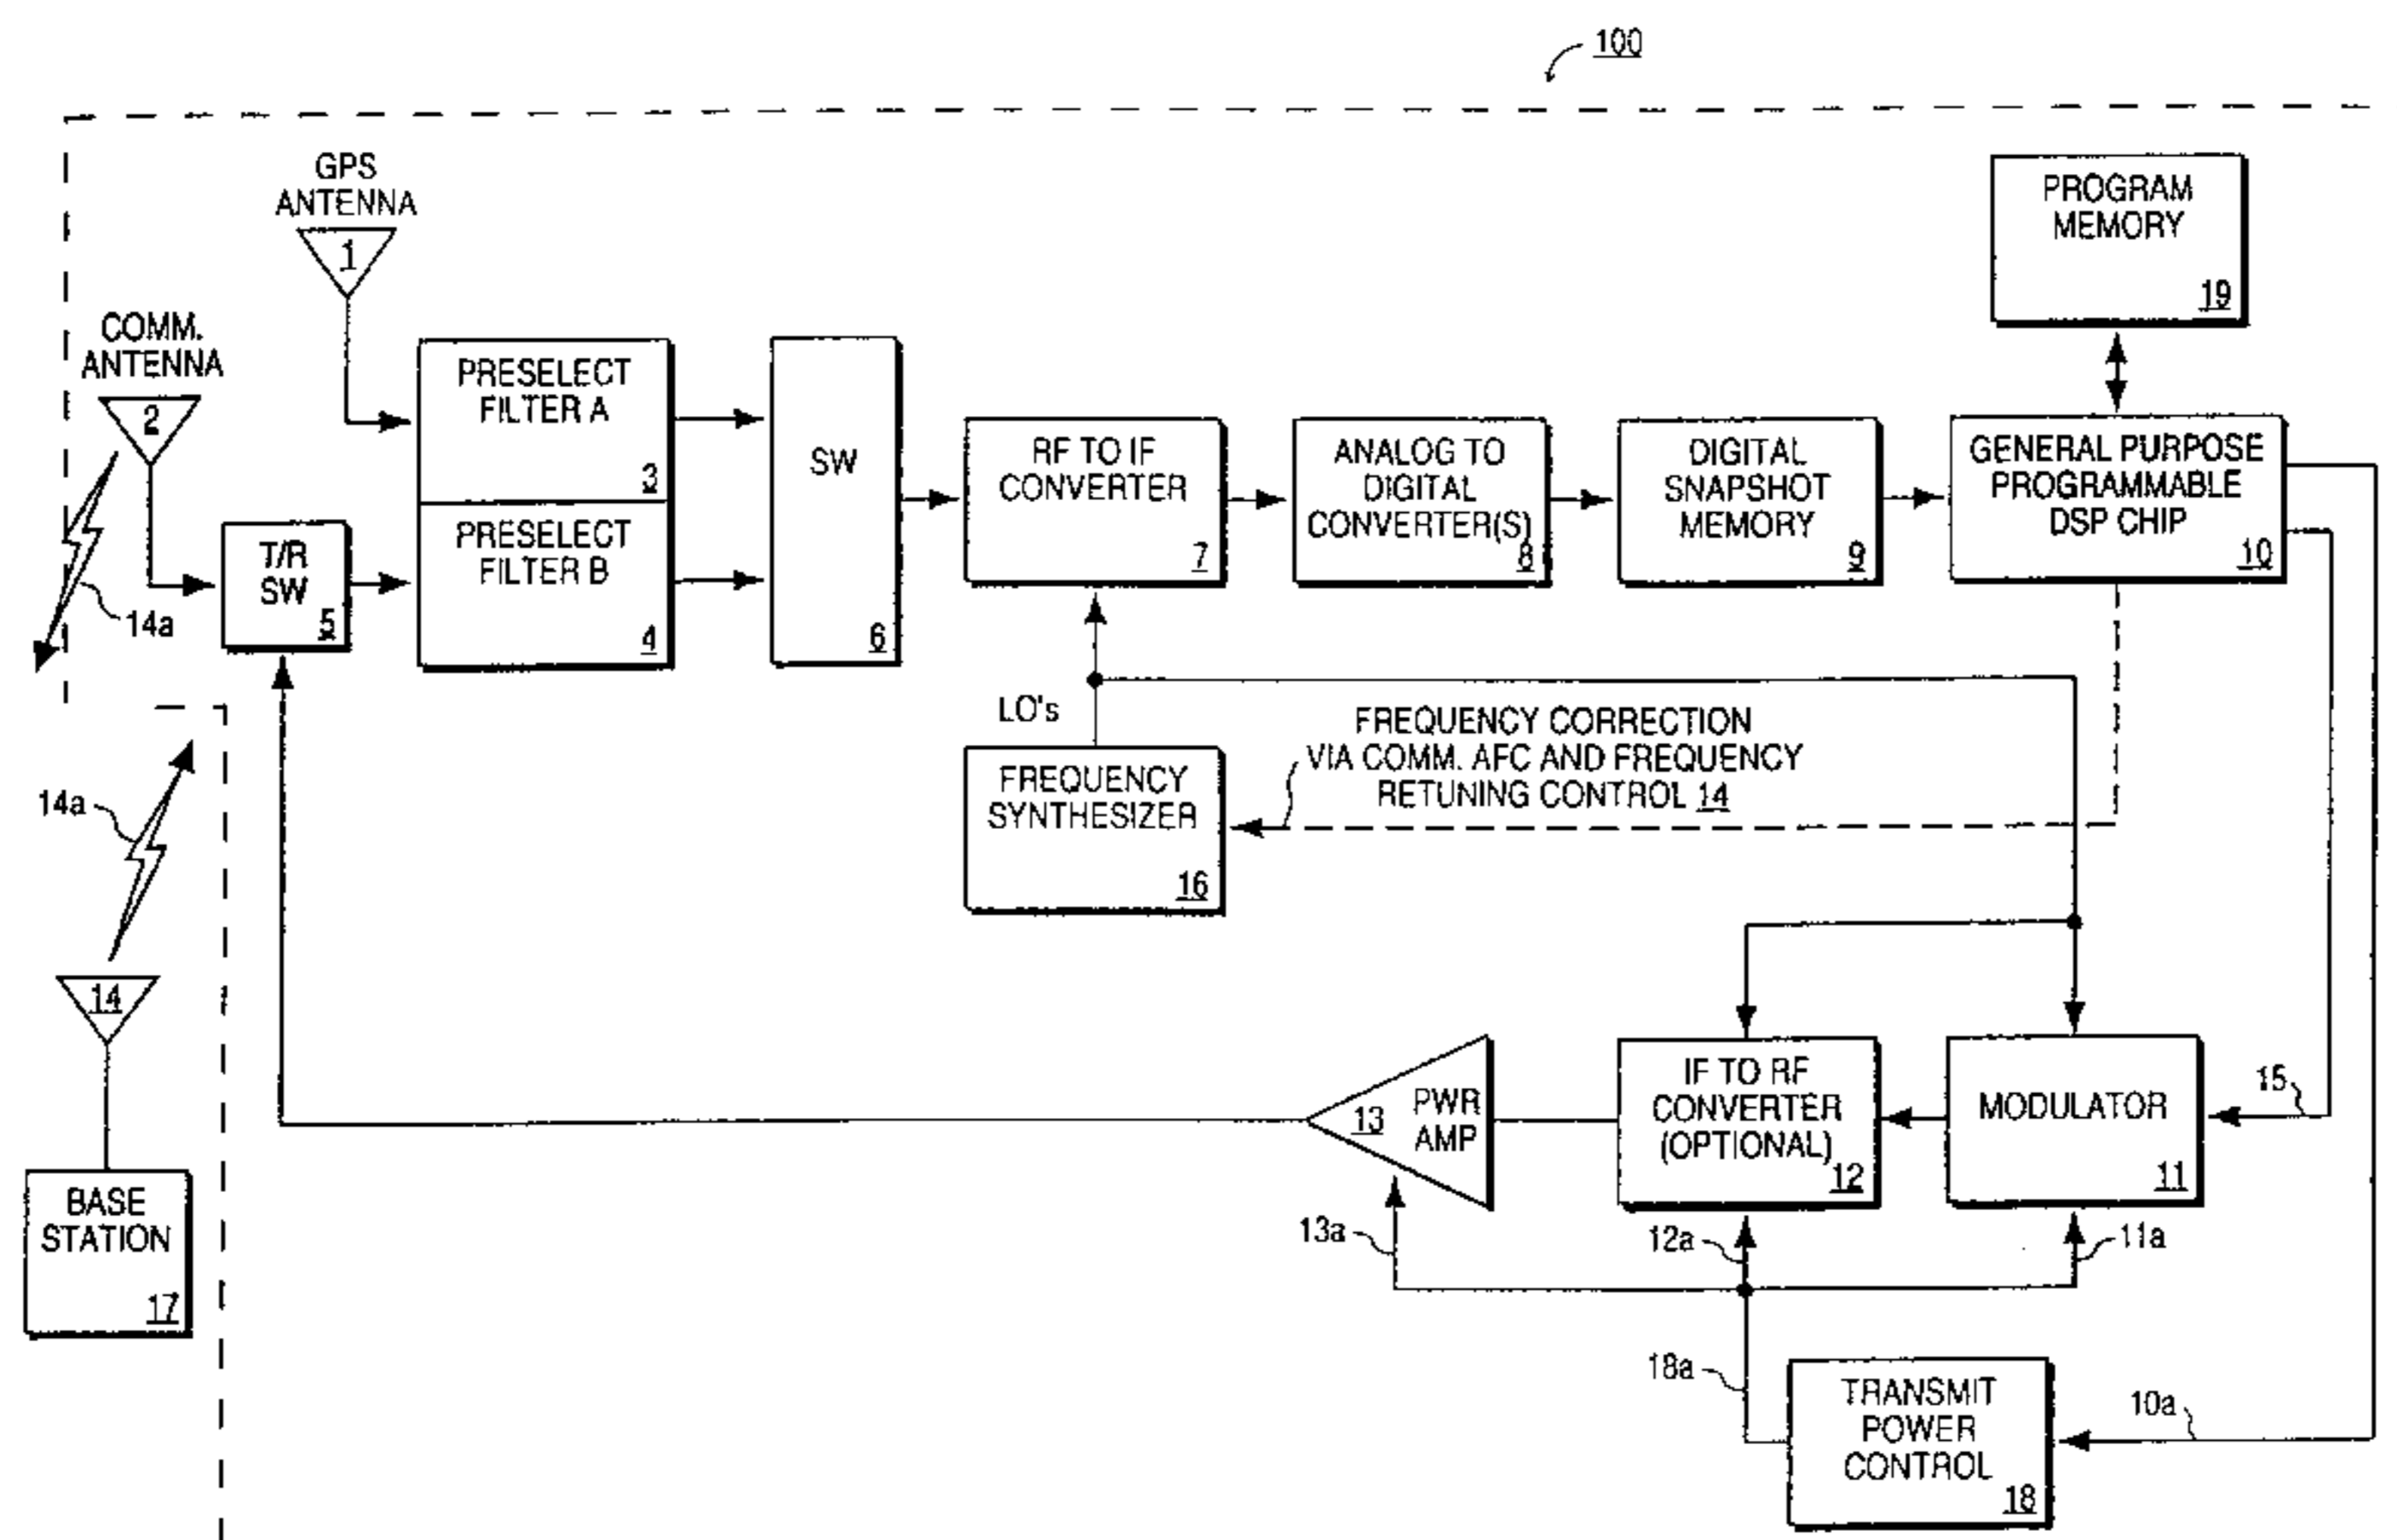 100
GPS
ANTENNA
1
COMM.
ANTENNA
2
14a
T/R
SW
5
PRESELECT
FILTER A
3
PRESELECT
FILTER B
4
SW
6
RF TO IF
CONVERTER
7
ANALOG TO
DIGITAL
CONVERTER(S)
8
DIGITAL
SNAPSHOT
MEMORY
9
PROGRAM
MEMORY
19
GENERAL PURPOSE
PROGRAMMABLE
DSP CHIP
10
LO's
FREQUENCY
SYNTHESIZER
16
FREQUENCY CORRECTION
VIA COMM. AFC AND FREQUENCY
RETUNING CONTROL 14
14a
14
BASE
STATION
17
13
PWR
AMP
13a
IF TO RF
CONVERTER
(OPTIONAL)
12
12a
MODULATOR
11
11a
15
18a
TRANSMIT
POWER
CONTROL
18
10a